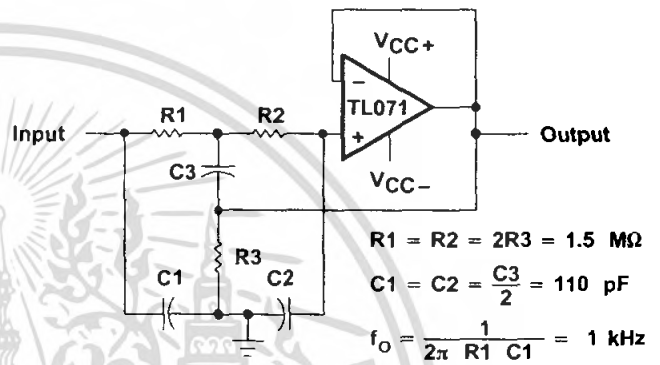 VCC+
−
TL071
+
VCC−
R1
R2
Input
Output
C3
R3
C1
C2
R1 = R2 = 2R3 = 1.5 MΩ
C1 = C2 = C3/2 = 110 pF
fO = 1/(2π R1 C1) = 1 kHz